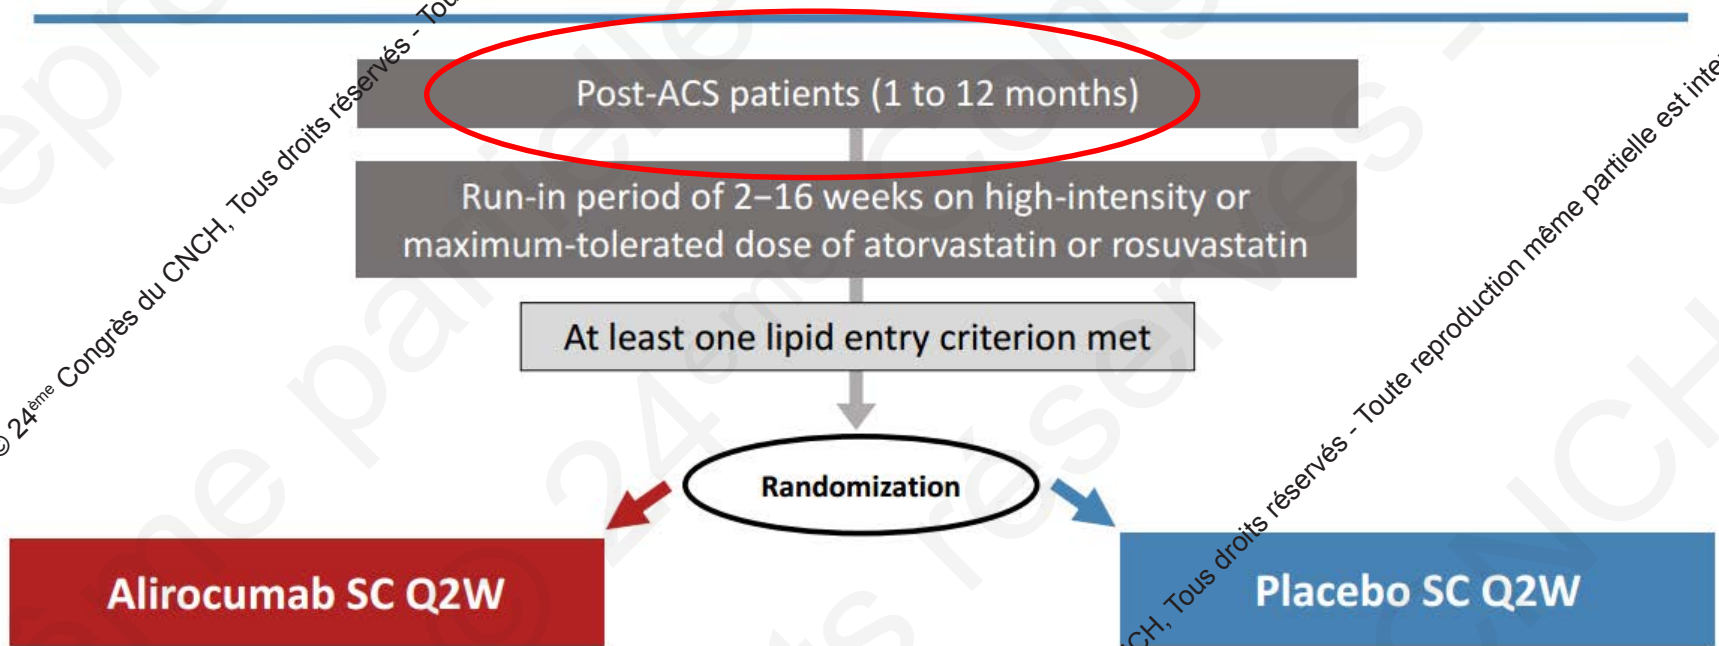 Post-ACS patients (1 to 12 months)
Run-in period of 2−16 weeks on high-intensity or
maximum-tolerated dose of atorvastatin or rosuvastatin
At least one lipid entry criterion met
Randomization
Alirocumab SC Q2W
Placebo SC Q2W
© 24ème Congrès du CNCH, Tous droits réservés - 
CH, Tous droits réservés - Toute reproduction même partielle est